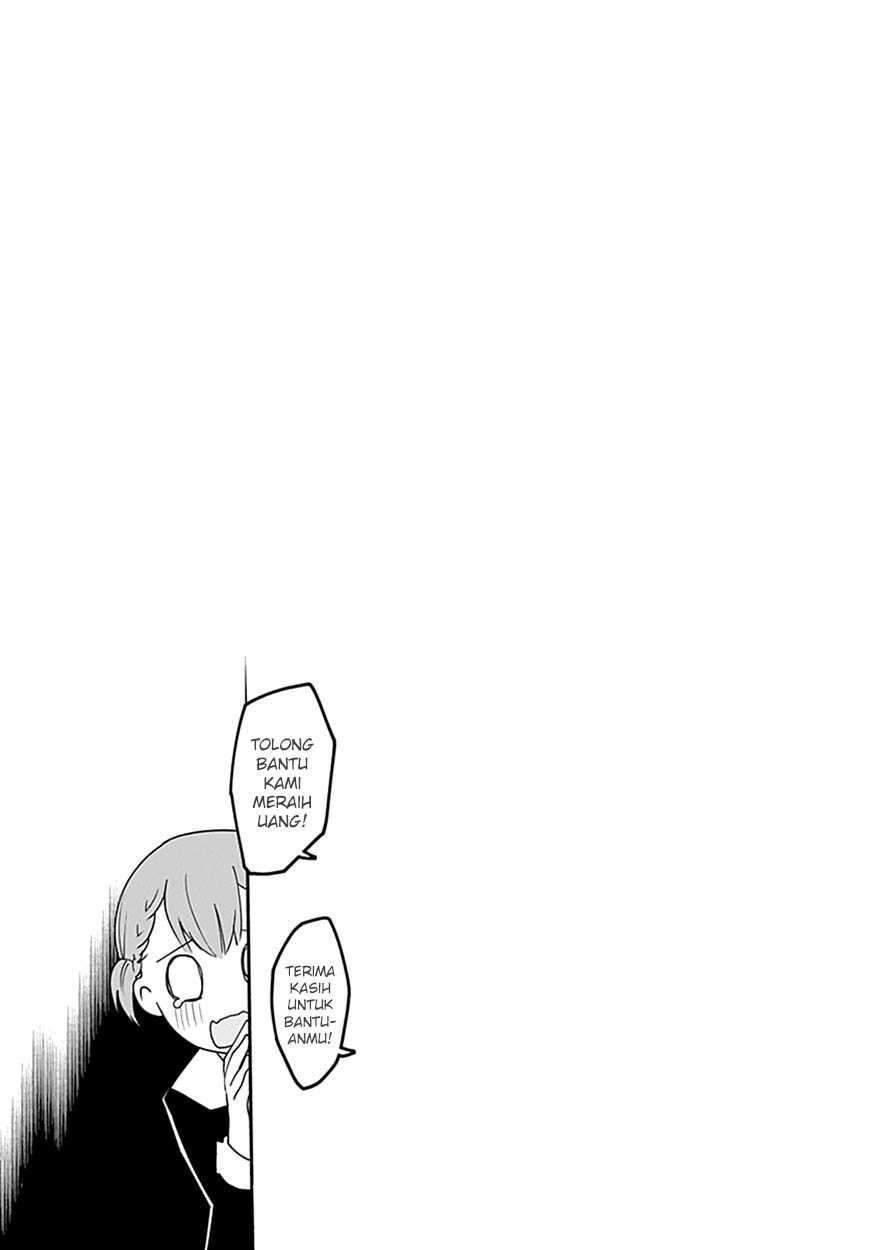 TOLONG
BANTU
KAMI
MERAIH
UANG!
TERIMA
KASIH
UNTUK
BANTU-
ANMU!